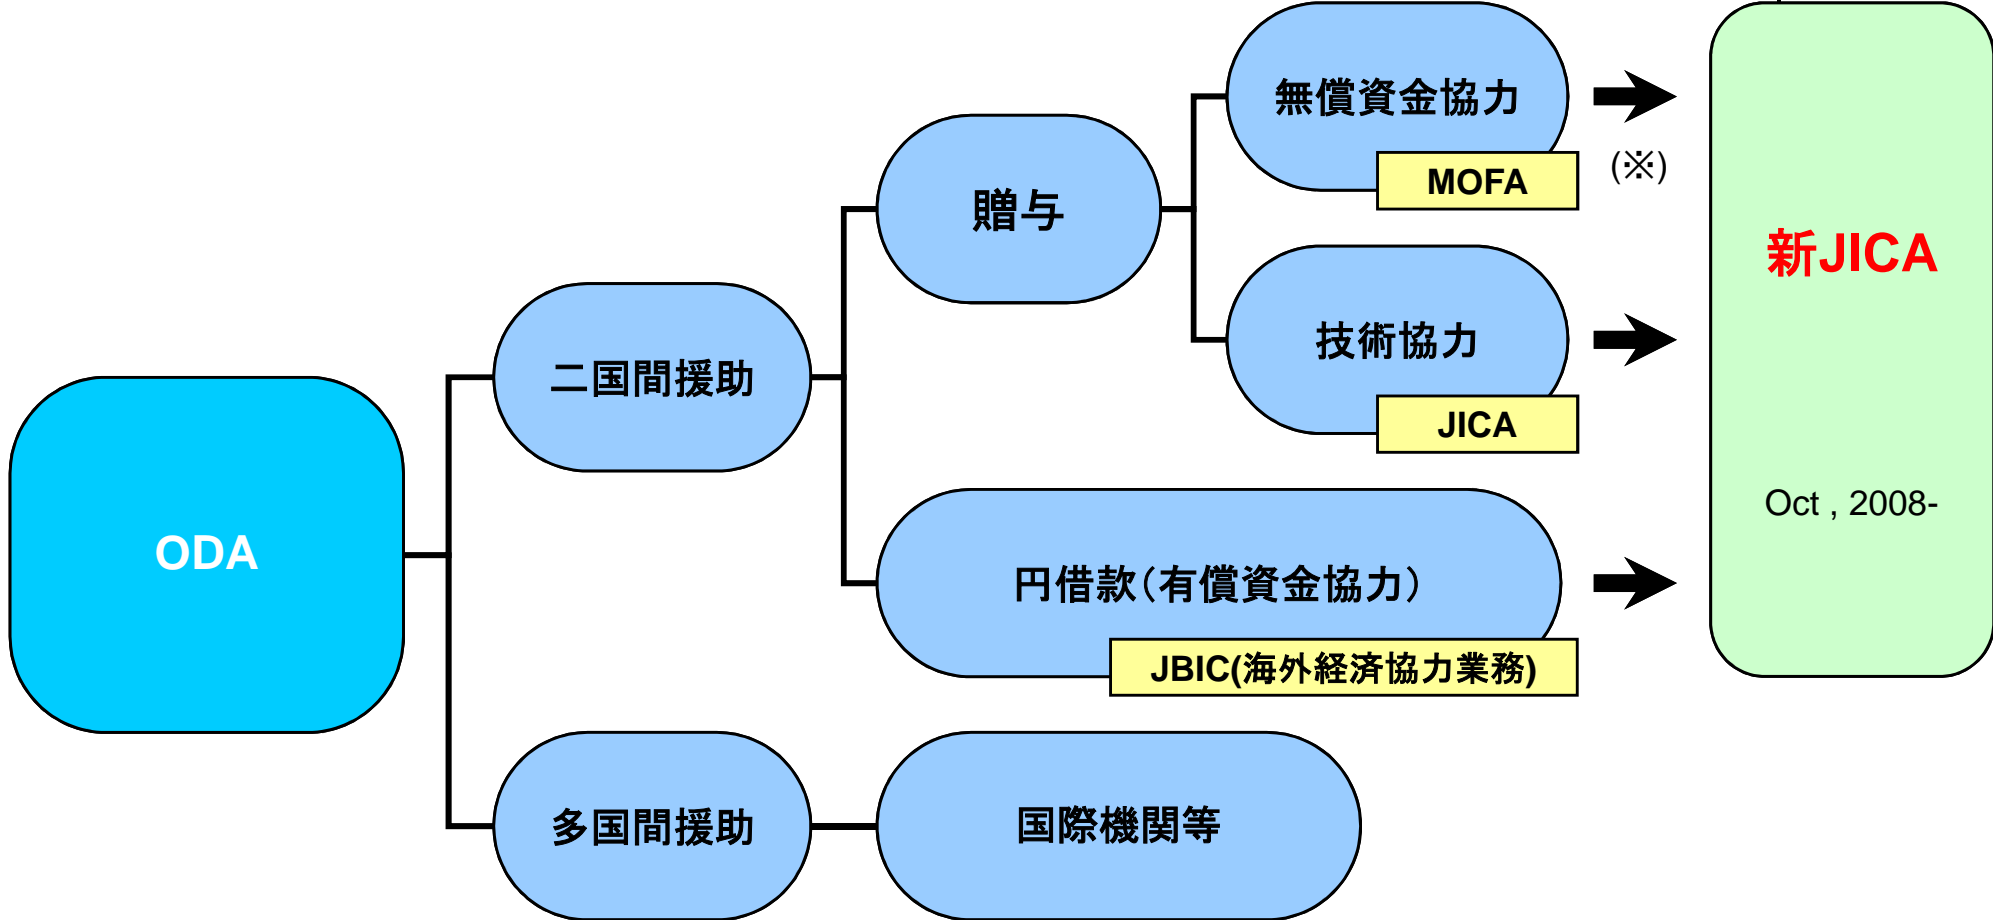 無償資金協力
MOFA
(※)
贈与
新JICA
技術協力
JICA
二国間援助
Oct , 2008-
ODA
円借款(有償資金協力)
JBIC(海外経済協力業務)
多国間援助
国際機関等